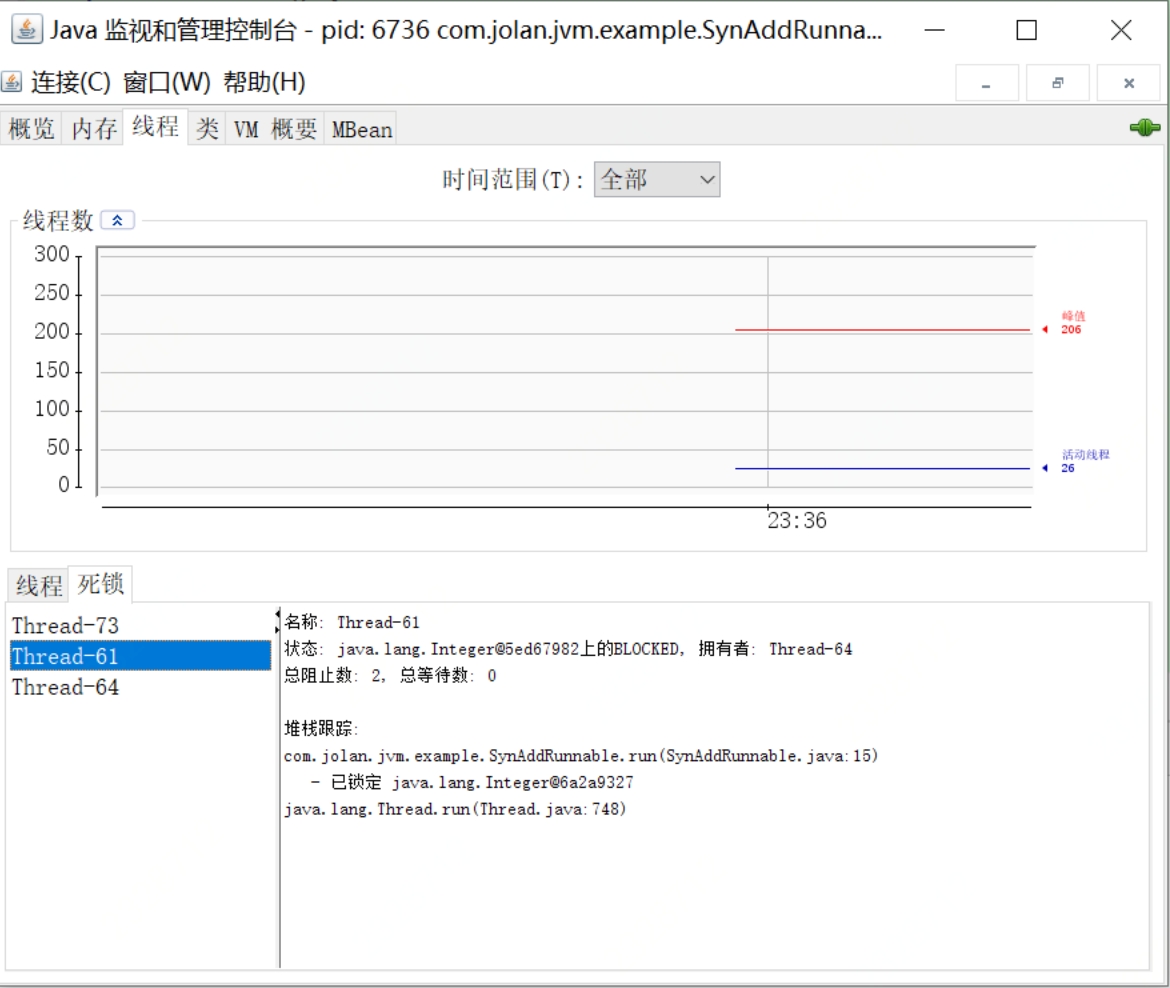 Java 监视和管理控制台 - pid: 6736 com.jolan.jvm.example.SynAddRunna...
连接(C) 窗口(W) 帮助(H)
概览 内存 线程 类 VM 概要 MBean
时间范围(T): 全部
线程数
300
250
200
150
100
50
0
峰值
206
活动线程
26
23:36
线程 死锁
Thread-73
Thread-61
Thread-64
名称: Thread-61
状态: java.lang.Integer@5ed67982上的BLOCKED, 拥有者: Thread-64
总阻止数: 2, 总等待数: 0
堆栈跟踪:
com.jolan.jvm.example.SynAddRunnable.run(SynAddRunnable.java:15)
- 已锁定 java.lang.Integer@6a2a9327
java.lang.Thread.run(Thread.java:748)